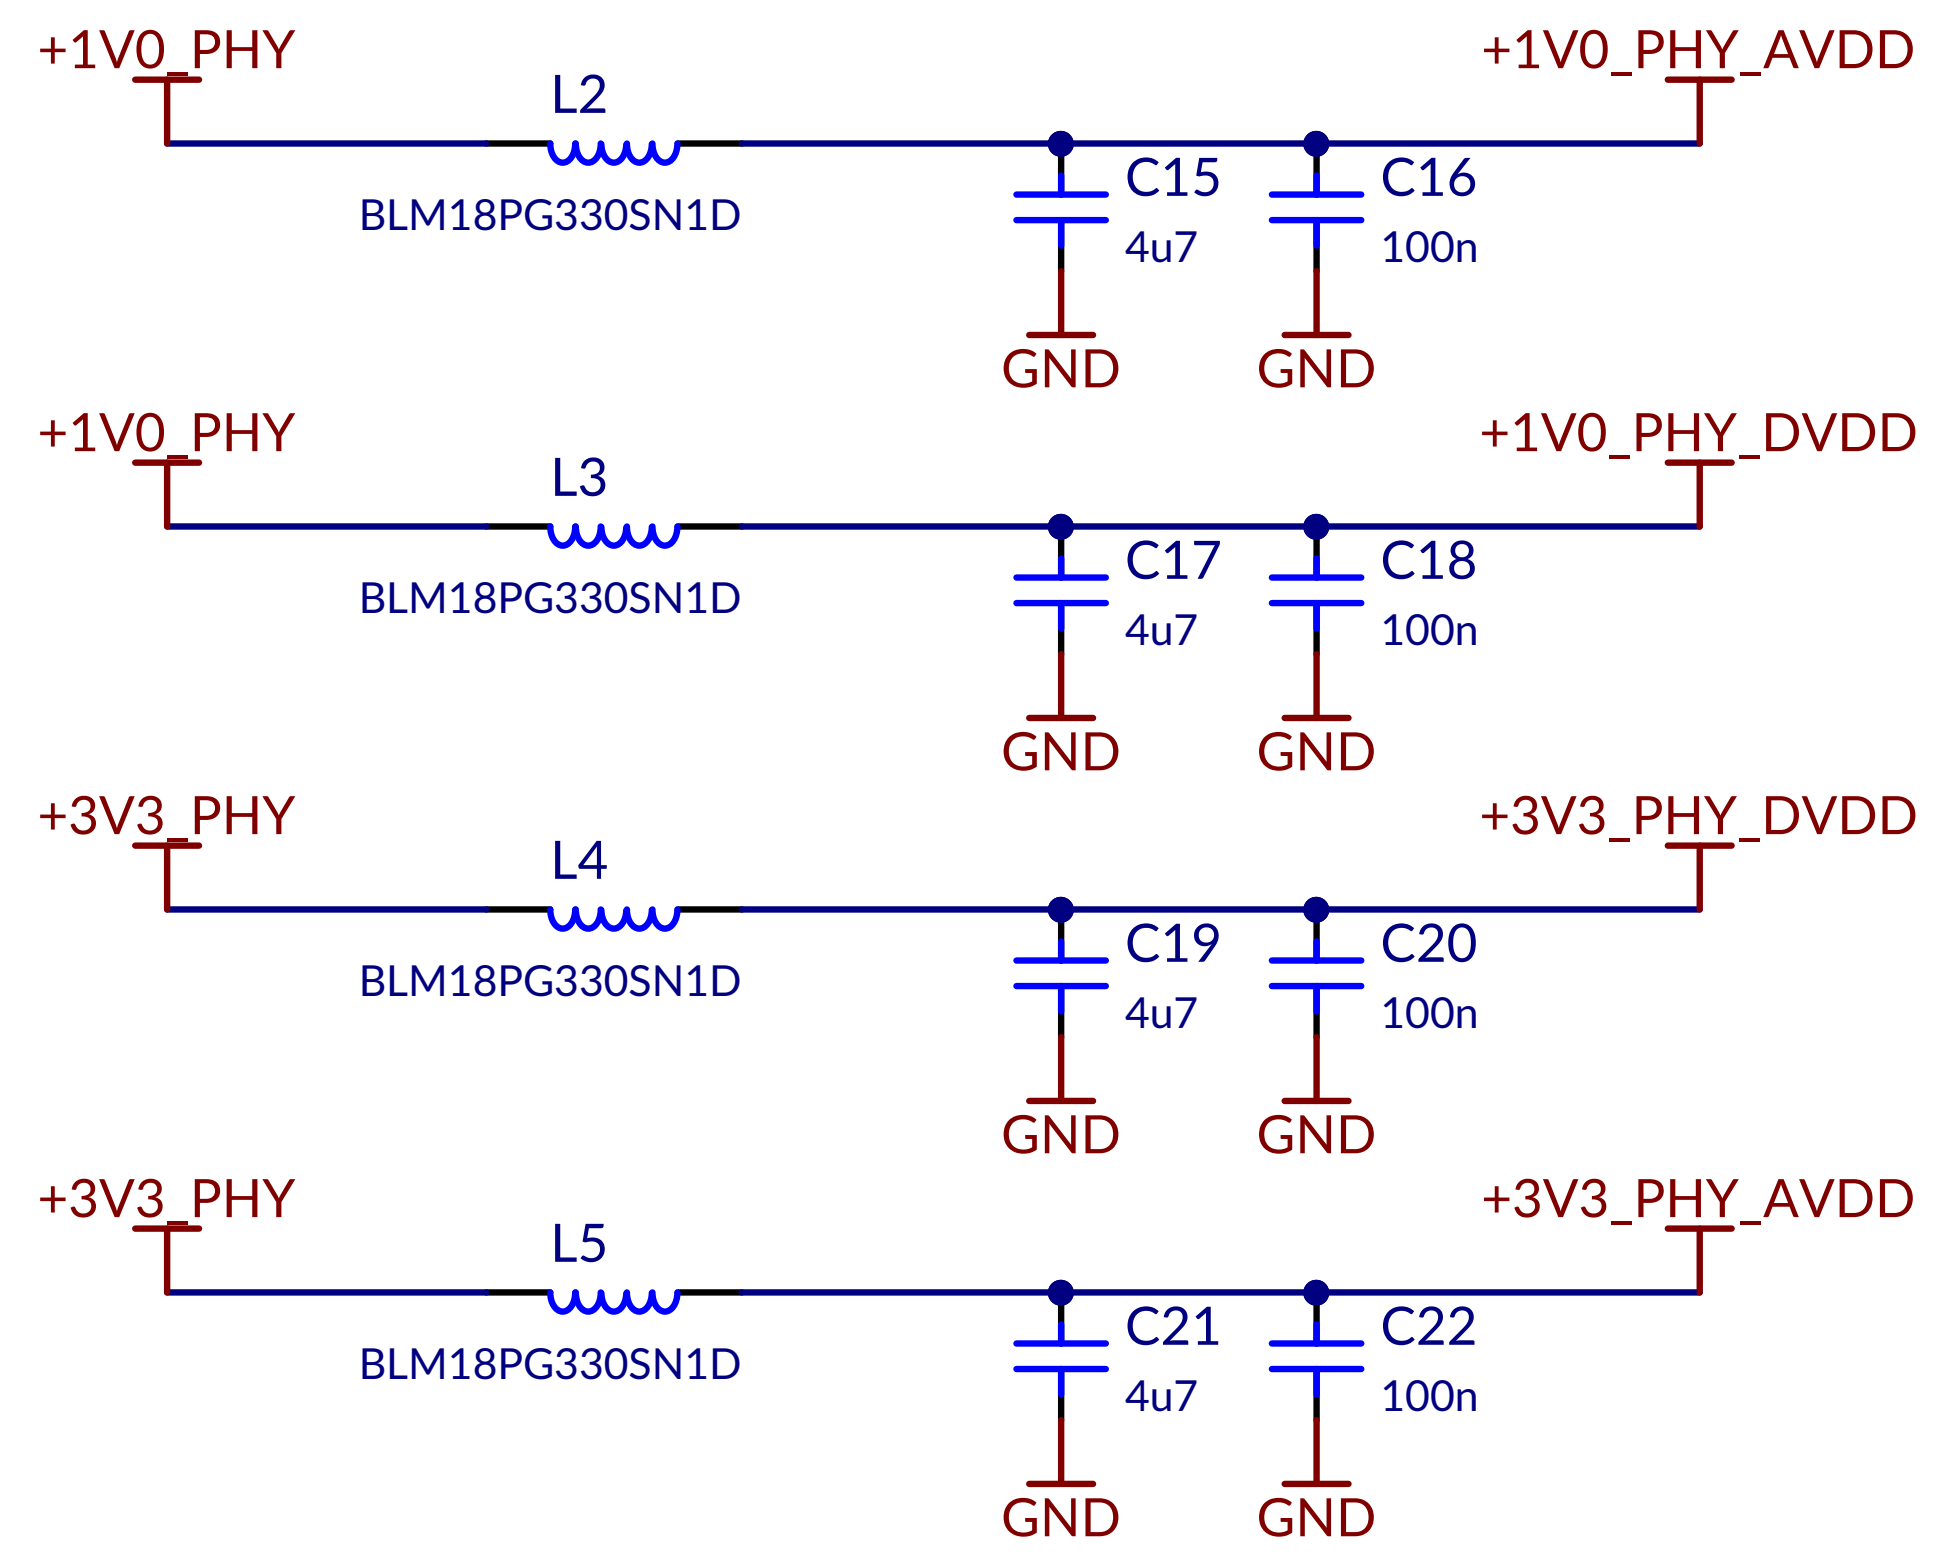 +1V0_PHY
+1V0_PHY_AVDD
L2
BLM18PG330SN1D
C15
4u7
C16
100n
GND
GND
+1V0_PHY
+1V0_PHY_DVDD
L3
BLM18PG330SN1D
C17
4u7
C18
100n
GND
GND
+3V3_PHY
+3V3_PHY_DVDD
L4
BLM18PG330SN1D
C19
4u7
C20
100n
GND
GND
+3V3_PHY
+3V3_PHY_AVDD
L5
BLM18PG330SN1D
C21
4u7
C22
100n
GND
GND